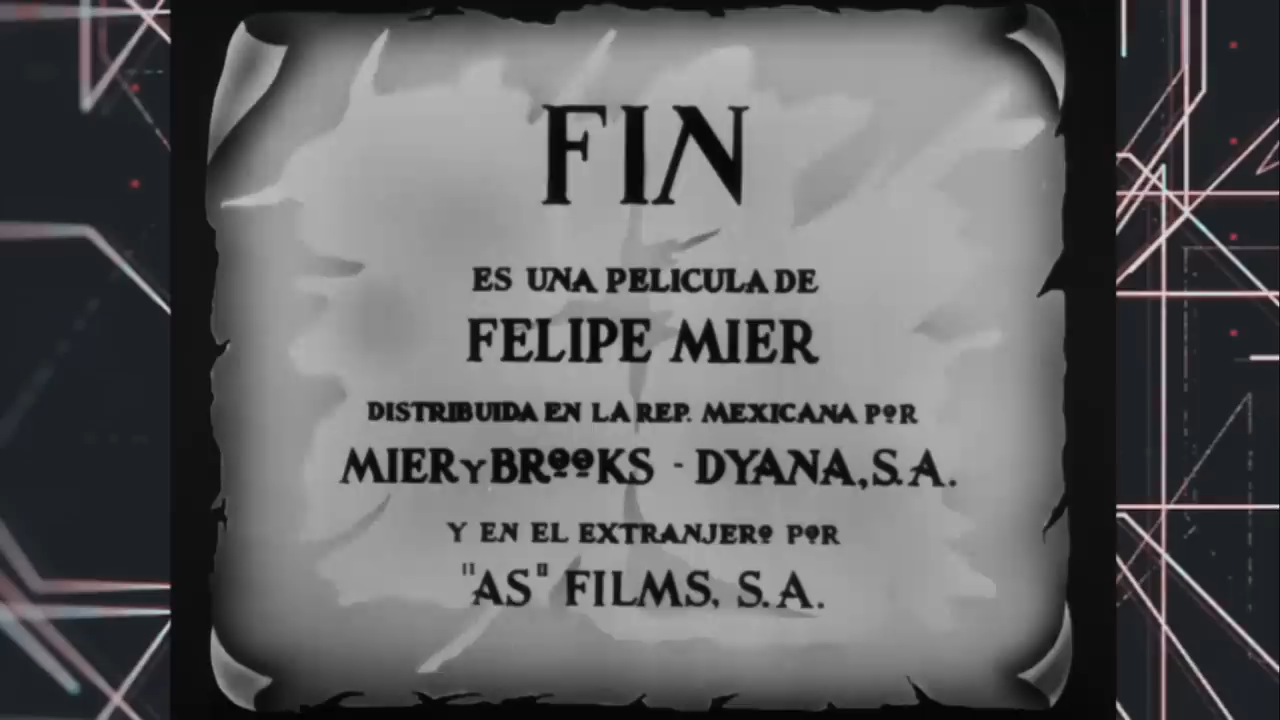 FIN
ES UNA PELICULA DE
FELIPE MIER
DISTRIBUIDA EN LA REP. MEXICANA POR
MIER Y BROOKS - DYANA, S.A.
Y EN EL EXTRANJERO POR
"AS" FILMS, S.A.